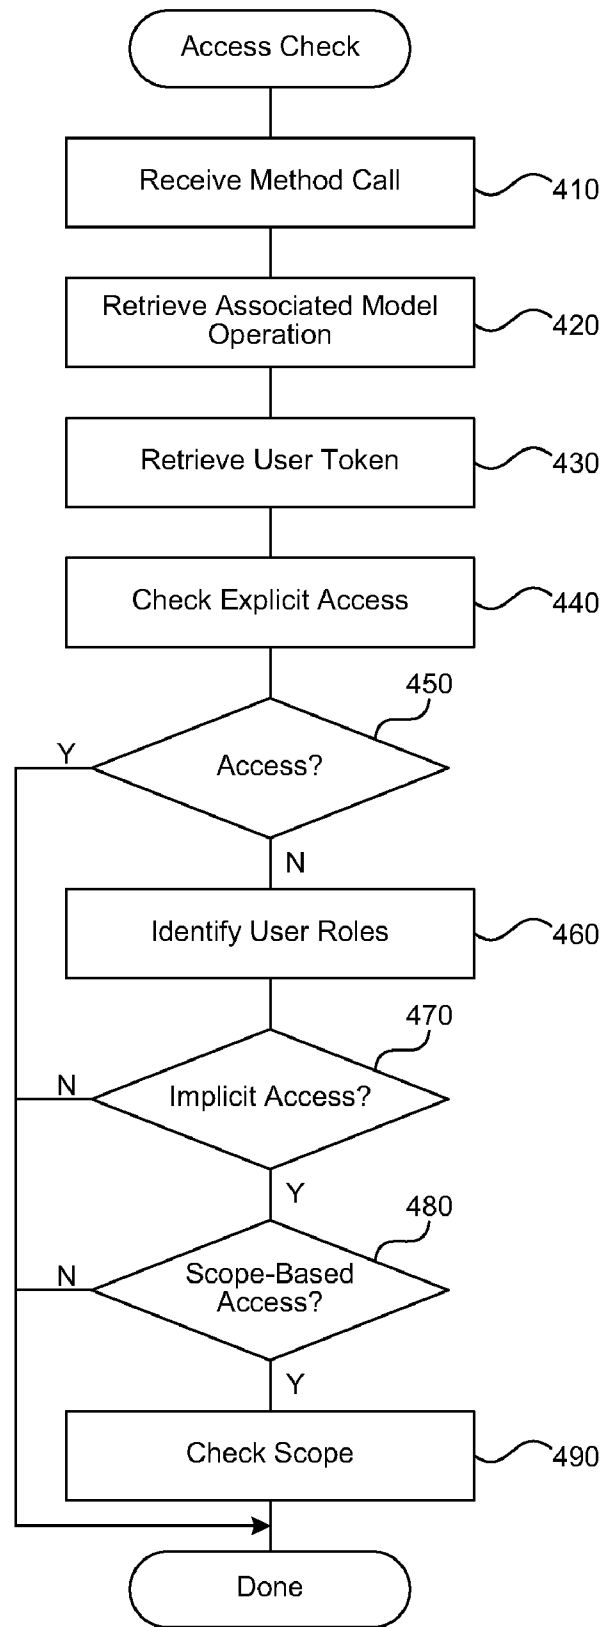 Access Check
Receive Method Call
410
Retrieve Associated Model
Operation
420
Retrieve User Token
430
Check Explicit Access
440
450
Y
Access?
N
Identify User Roles
460
470
N
Implicit Access?
Y
480
N
Scope-Based
Access?
Y
Check Scope
490
Done